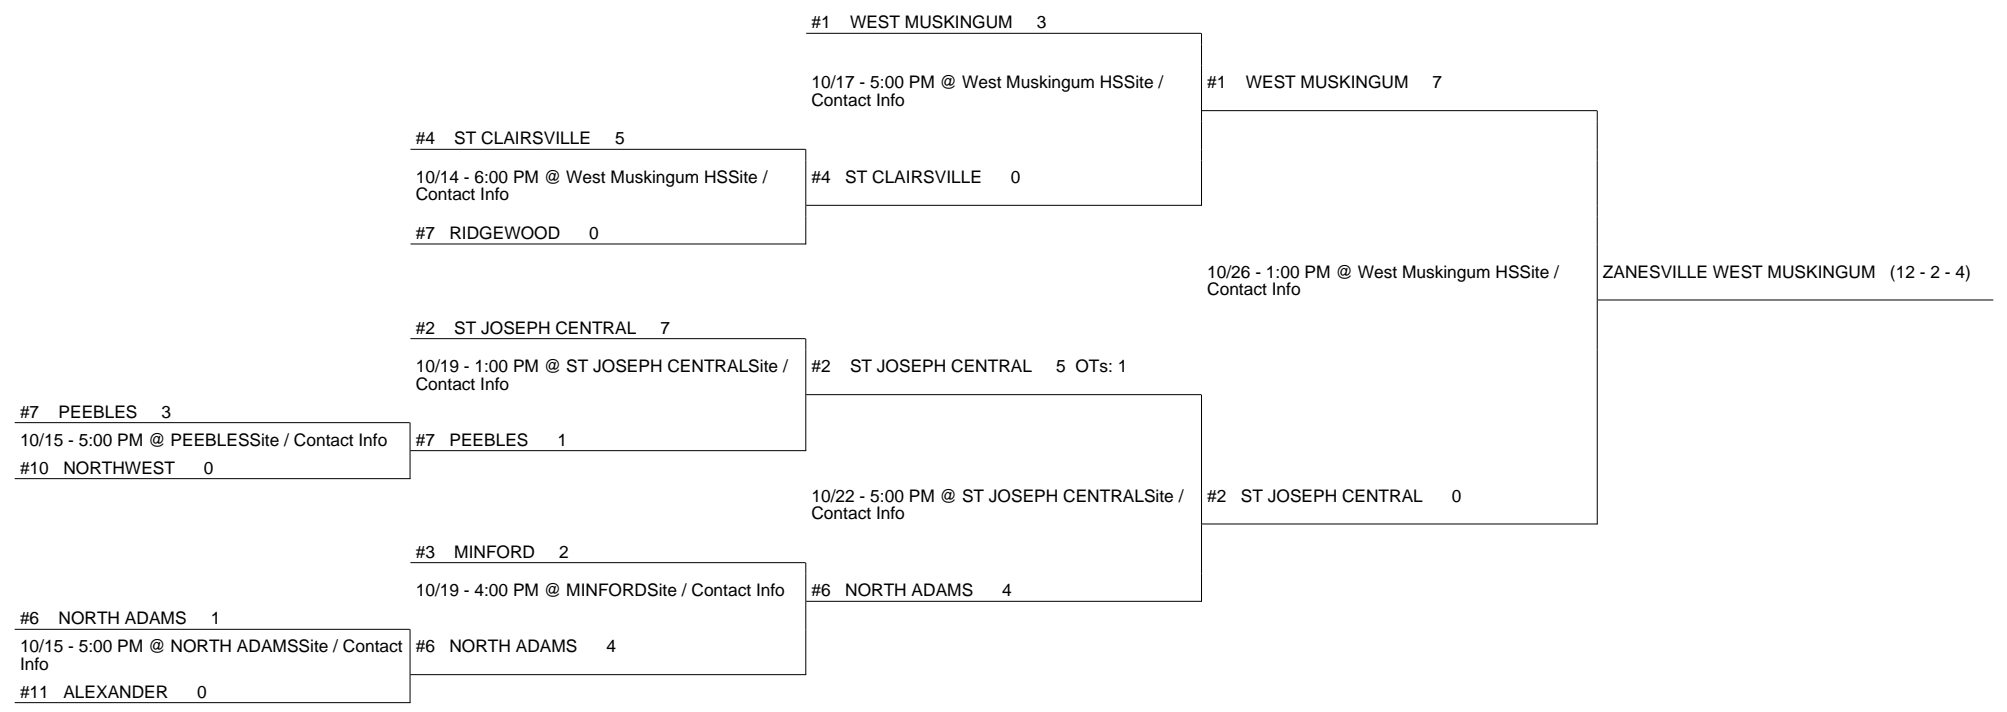 #1 WEST MUSKINGUM 3
10/17 - 5:00 PM @ West Muskingum HSSite /
Contact Info
#1 WEST MUSKINGUM 7
#4 ST CLAIRSVILLE 5
10/14 - 6:00 PM @ West Muskingum HSSite /
Contact Info
#4 ST CLAIRSVILLE 0
#7 RIDGEWOOD 0
10/26 - 1:00 PM @ West Muskingum HSSite /
Contact Info
ZANESVILLE WEST MUSKINGUM (12 - 2 - 4)
#2 ST JOSEPH CENTRAL 7
10/19 - 1:00 PM @ ST JOSEPH CENTRALSite /
Contact Info
#2 ST JOSEPH CENTRAL 5 OTs: 1
#7 PEEBLES 3
10/15 - 5:00 PM @ PEEBLESSite / Contact Info
#7 PEEBLES 1
#10 NORTHWEST 0
10/22 - 5:00 PM @ ST JOSEPH CENTRALSite /
Contact Info
#2 ST JOSEPH CENTRAL 0
#3 MINFORD 2
10/19 - 4:00 PM @ MINFORDSite / Contact Info
#6 NORTH ADAMS 4
#6 NORTH ADAMS 1
10/15 - 5:00 PM @ NORTH ADAMSSite / Contact
Info
#6 NORTH ADAMS 4
#11 ALEXANDER 0